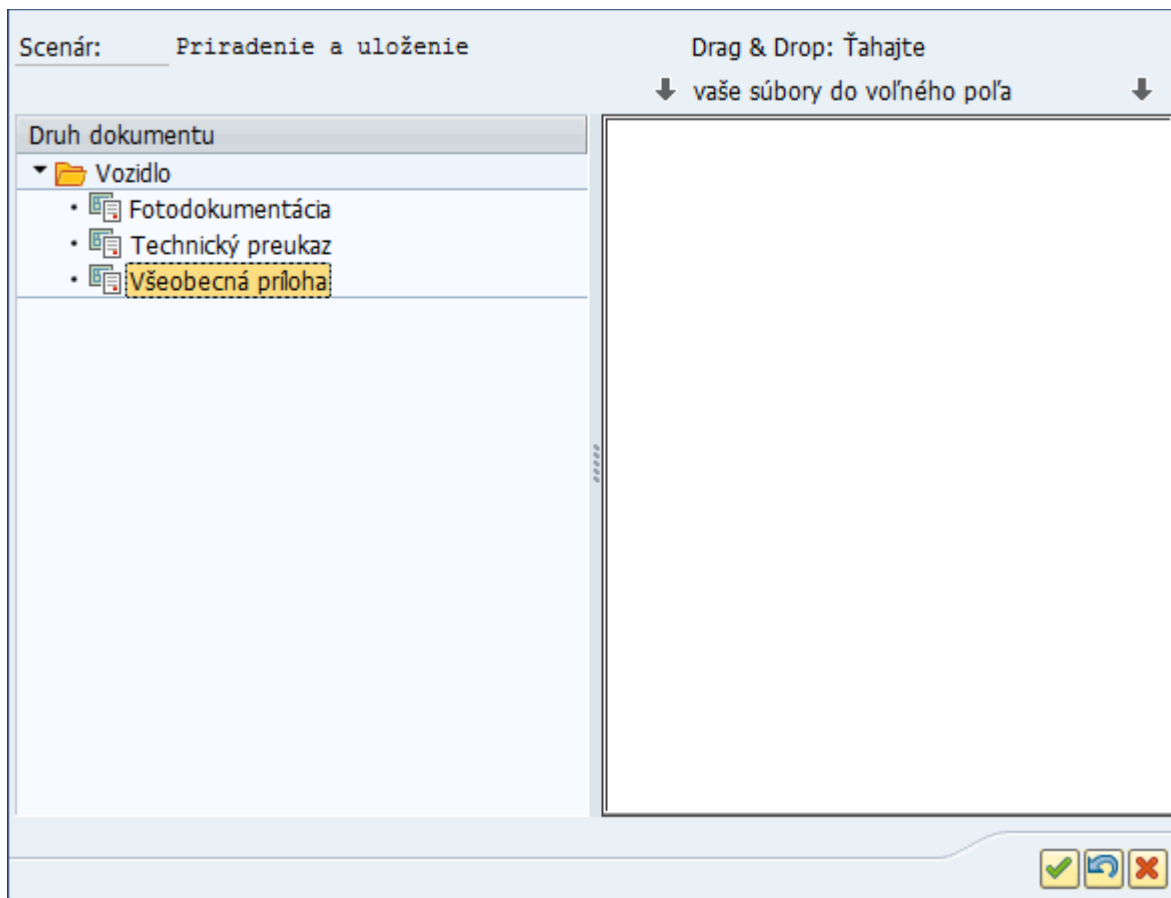 Scenár: Priradenie a uloženie
Drag & Drop: Ťahajte
vaše súbory do voľného poľa
Druh dokumentu
Vozidlo
Fotodokumentácia
Technický preukaz
Všeobecná príloha